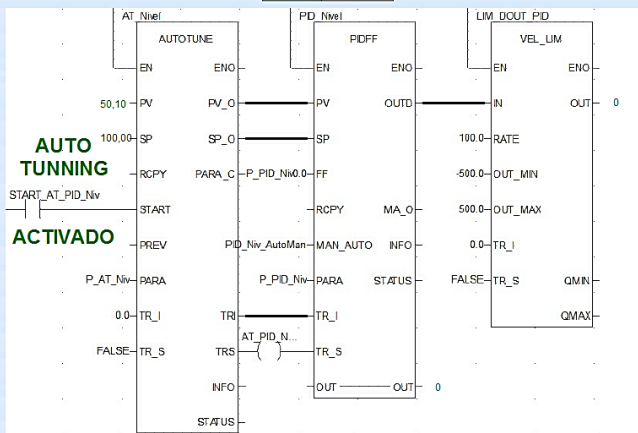 AT_Nivel PID_Nivel LIM_DOUT_PID
AUTOTUNE PIDFF VEL_LIM
EN ENO EN ENO EN ENO
50,10 PV PV_O PV OUTD IN OUT 0
100,00 SP SP_O SP 100.0 RATE
AUTO
TUNNING
RCPY PARA_C P_PID_Niv 0.0 FF -500.0 OUT_MIN
START_AT_PID_Niv
START RCPY MA_O 500.0 OUT_MAX
ACTIVADO
PREV PID_Niv_AutoMan MAN_AUTO INFO 0.0 TR_I
P_AT_Niv PARA P_PID_Niv PARA STATUS FALSE TR_S QMIN
0.0 TR_I TRI TR_I QMAX
AT_PID_N...
FALSE TR_S TRS TR_S
INFO OUT OUT 0
STATUS